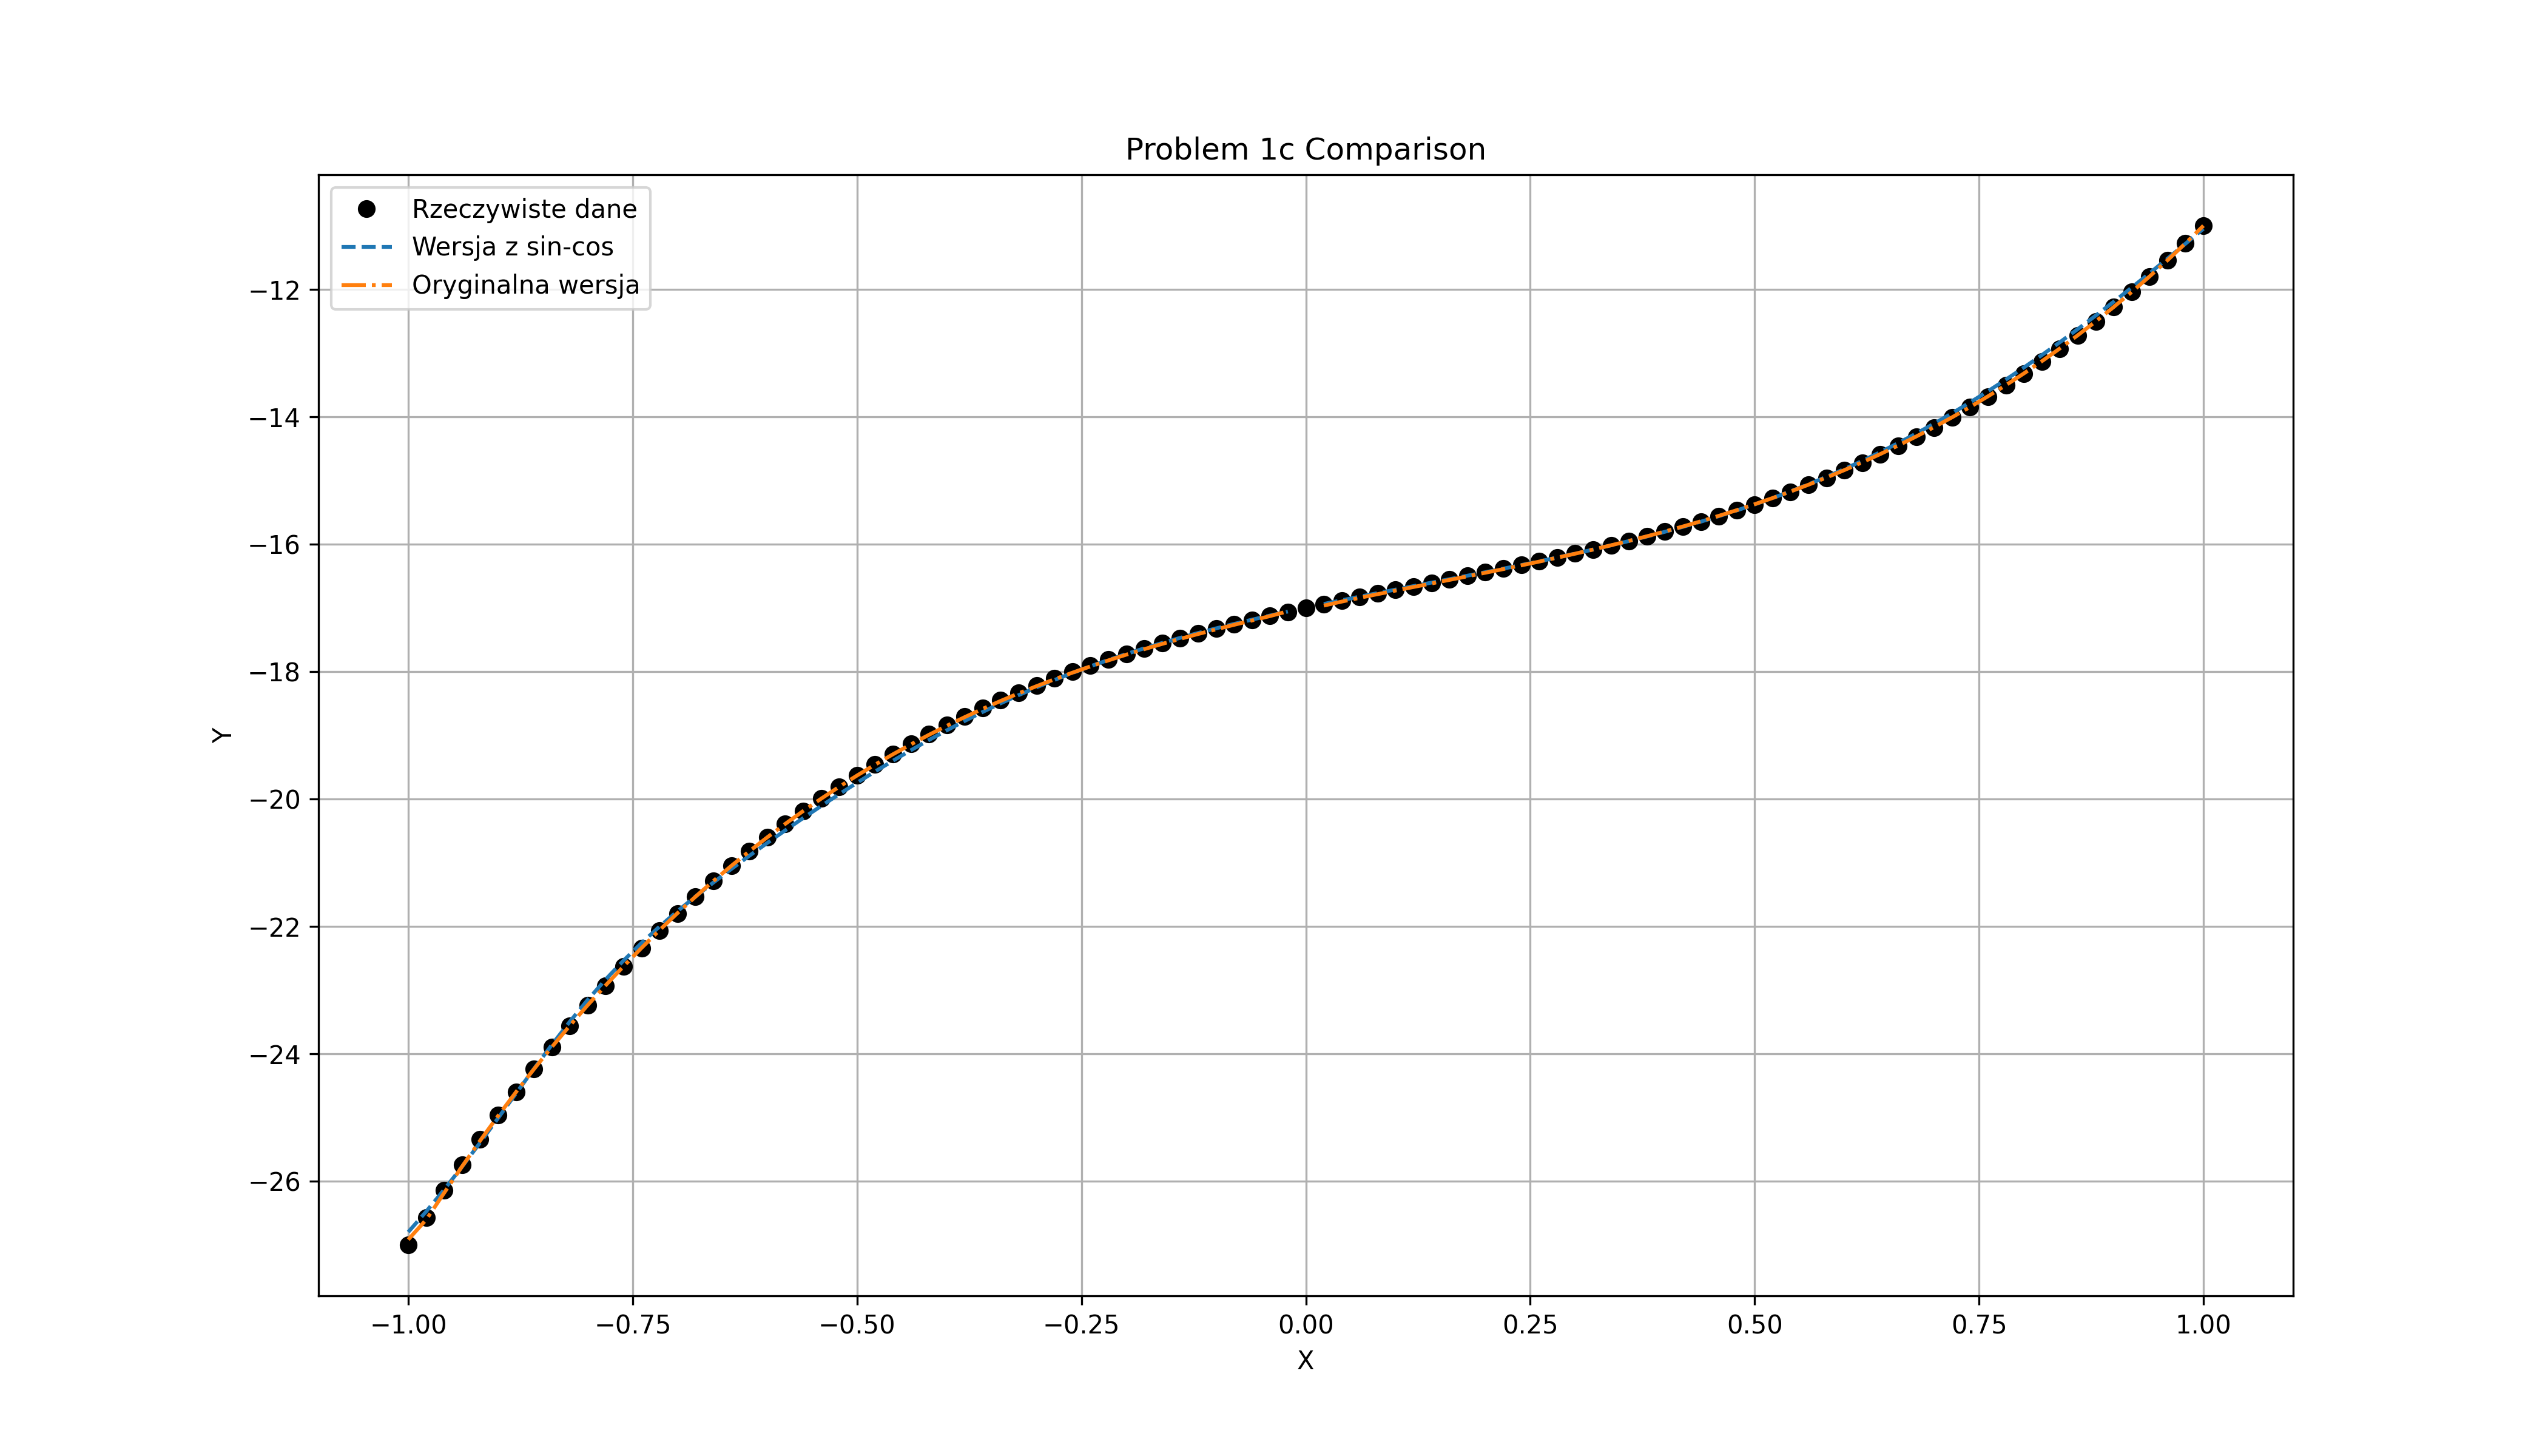 Problem 1c Comparison
Rzeczywiste dane
Wersja z sin-cos
Oryginalna wersja
−12
−14
−16
−18
−20
−22
−24
−26
Y
−1.00 −0.75 −0.50 −0.25 0.00 0.25 0.50 0.75 1.00
X